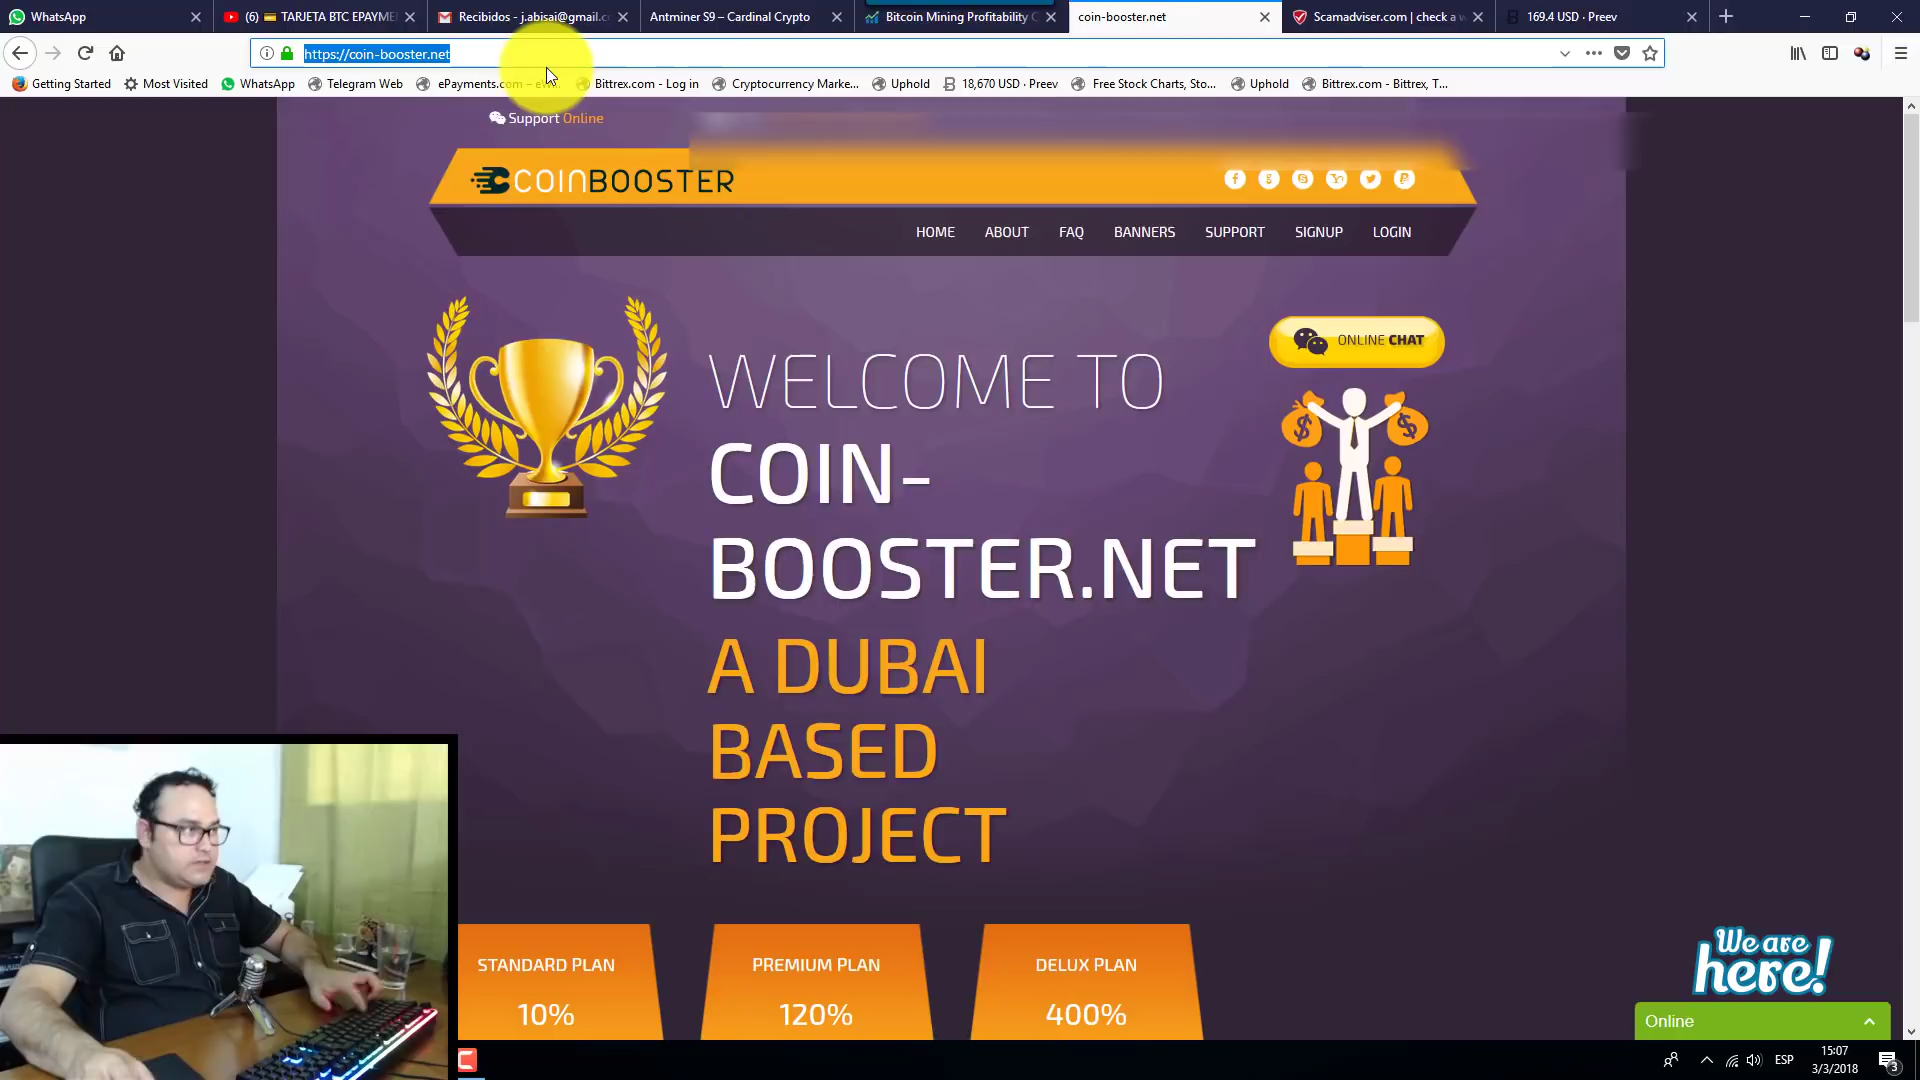 WhatsApp
(6) 💳 TARJETA BTC EPAYME
Recibidos - j.abisai@gmail.c
Antminer S9 – Cardinal Crypto
Bitcoin Mining Profitability C
coin-booster.net
Scamadviser.com | check a w
169.4 USD · Preev
https://coin-booster.net
Getting Started
Most Visited
WhatsApp
Telegram Web
ePayments.com – eW...
Bittrex.com - Log in
Cryptocurrency Marke...
Uphold
18,670 USD · Preev
Free Stock Charts, Sto...
Uphold
Bittrex.com - Bittrex, T...
Support Online
COINBOOSTER
HOME
ABOUT
FAQ
BANNERS
SUPPORT
SIGNUP
LOGIN
ONLINE CHAT
WELCOME TO
COIN-
BOOSTER.NET
A DUBAI
BASED
PROJECT
STANDARD PLAN
10%
PREMIUM PLAN
120%
DELUX PLAN
400%
We are
here!
Online
ESP
15:07
3/3/2018
3